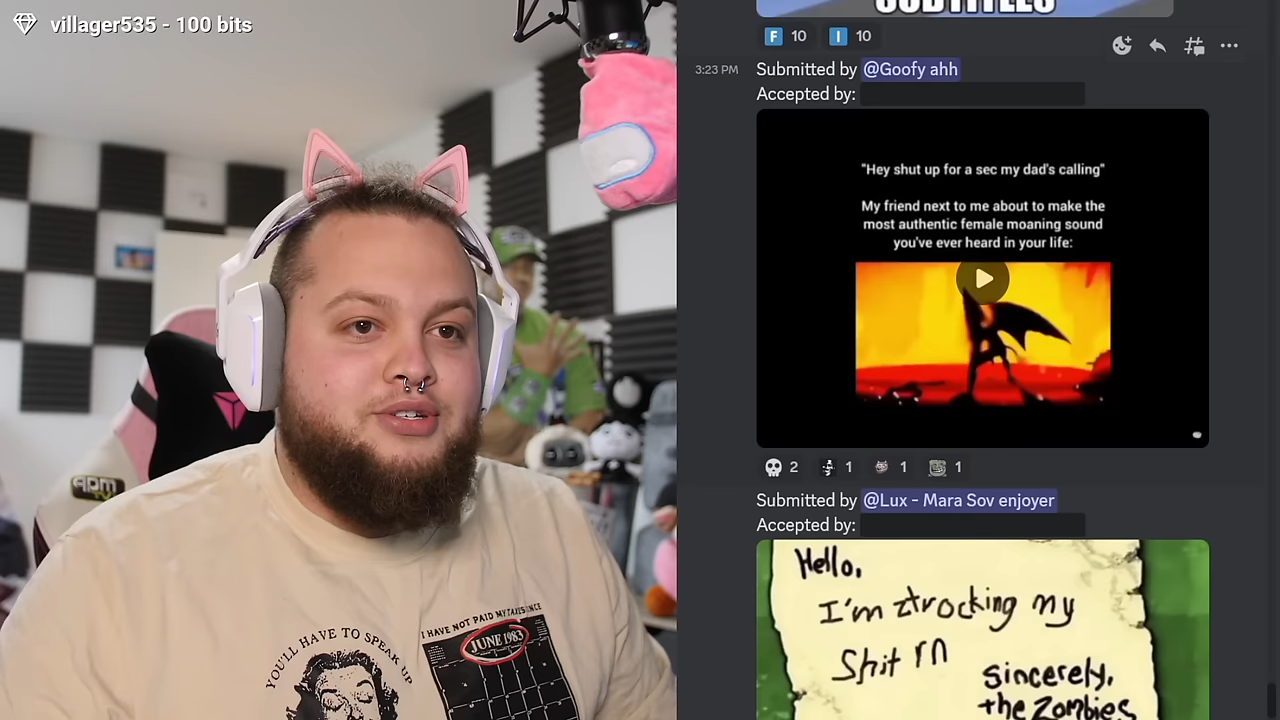 villager535 - 100 bits
SUBTITLES
F 10 I 10
3:23 PM Submitted by @Goofy ahh
Accepted by:
"Hey shut up for a sec my dad's calling"
My friend next to me about to make the
most authentic female moaning sound
you've ever heard in your life:
2 1 1 1
Submitted by @Lux - Mara Sov enjoyer
Accepted by:
Hello,
I'm ztrocking my
Shit rn
Sincerely,
the Zombies
apm
TV
YOU'LL HAVE TO SPEAK UP
I HAVE NOT PAID MY TAXES SINCE
JUNE 1983